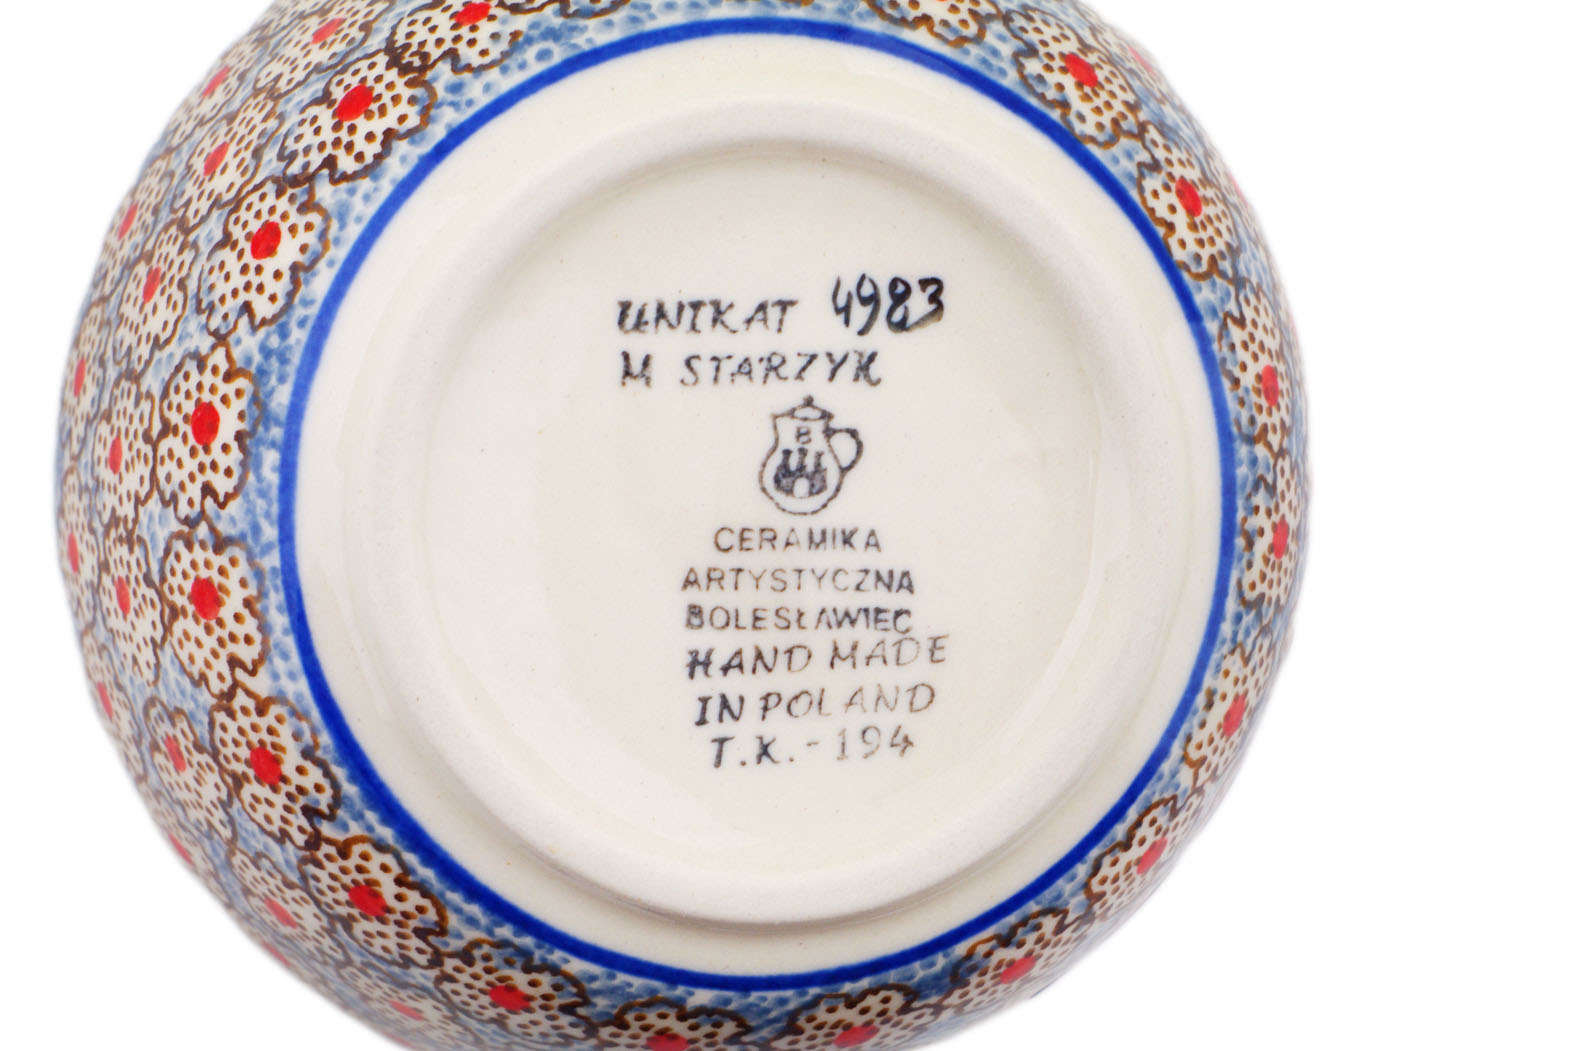 UNIKAT 4983
M STARZYK
B
CERAMIKA
ARTYSTYCZNA
BOLESŁAWIEC
HAND MADE
IN POLAND
T.K.-194